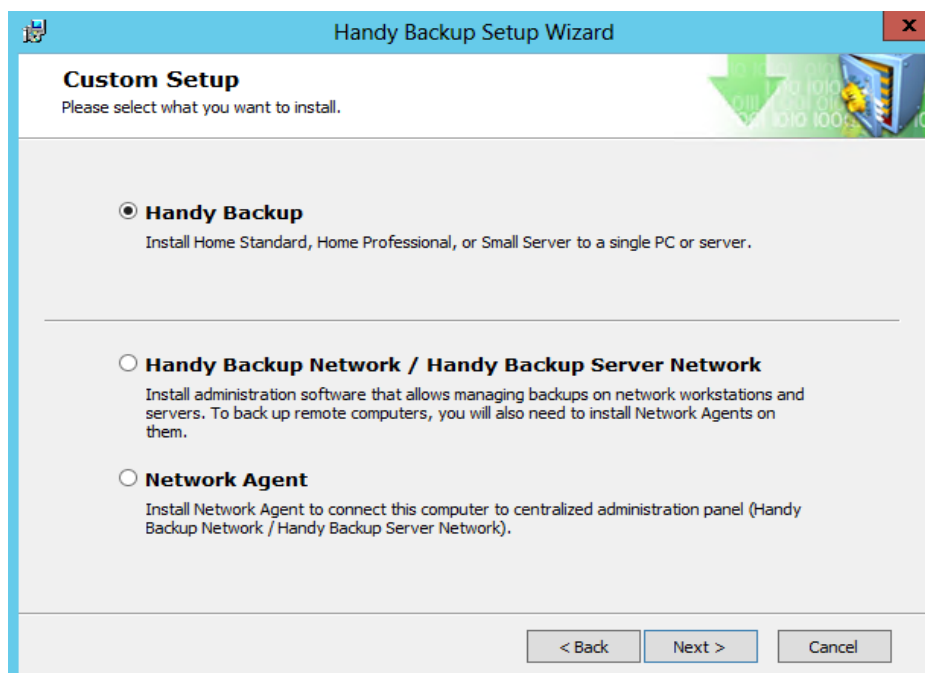 Handy Backup Setup Wizard
x
Custom Setup
Please select what you want to install.
Handy Backup
Install Home Standard, Home Professional, or Small Server to a single PC or server.
Handy Backup Network / Handy Backup Server Network
Install administration software that allows managing backups on network workstations and
servers. To back up remote computers, you will also need to install Network Agents on
them.
Network Agent
Install Network Agent to connect this computer to centralized administration panel (Handy
Backup Network / Handy Backup Server Network).
< Back
Next >
Cancel